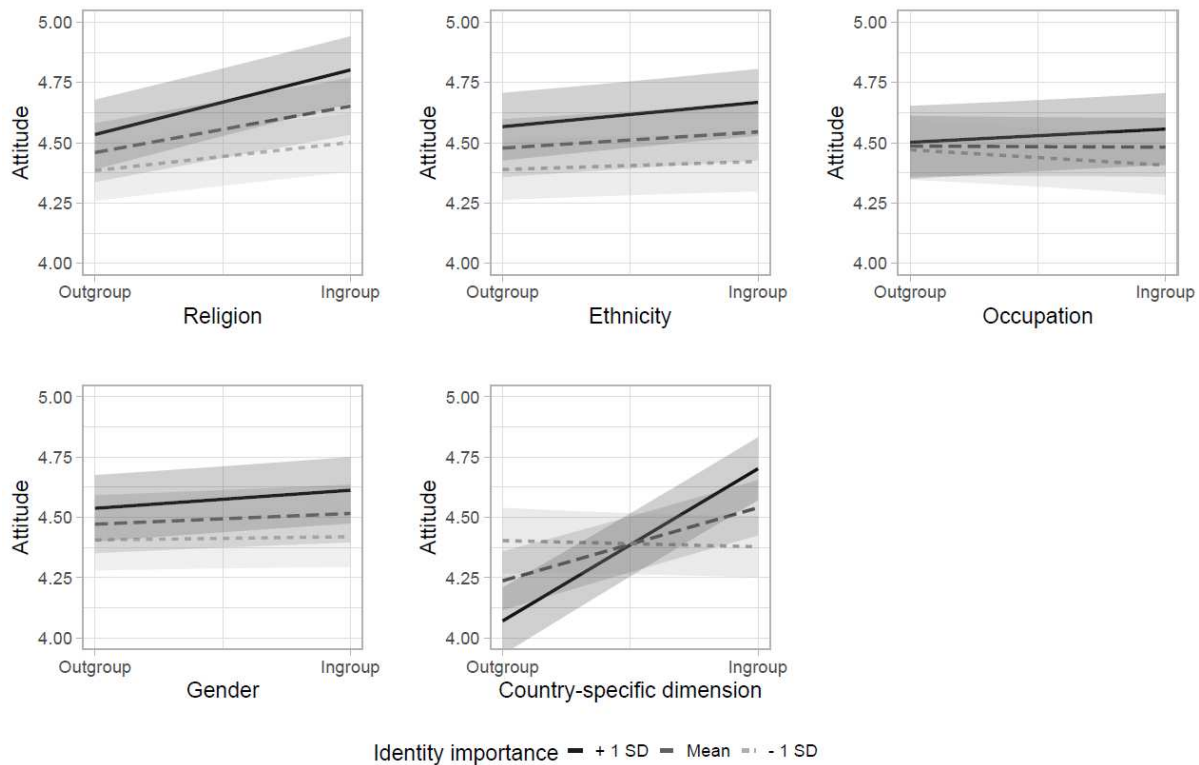 5.00
4.75
4.50
4.25
4.00
Attitude
Outgroup
Ingroup
Religion
5.00
4.75
4.50
4.25
4.00
Attitude
Outgroup
Ingroup
Ethnicity
5.00
4.75
4.50
4.25
4.00
Attitude
Outgroup
Ingroup
Occupation
5.00
4.75
4.50
4.25
4.00
Attitude
Outgroup
Ingroup
Gender
5.00
4.75
4.50
4.25
4.00
Attitude
Outgroup
Ingroup
Country-specific dimension
Identity importance + 1 SD Mean - 1 SD